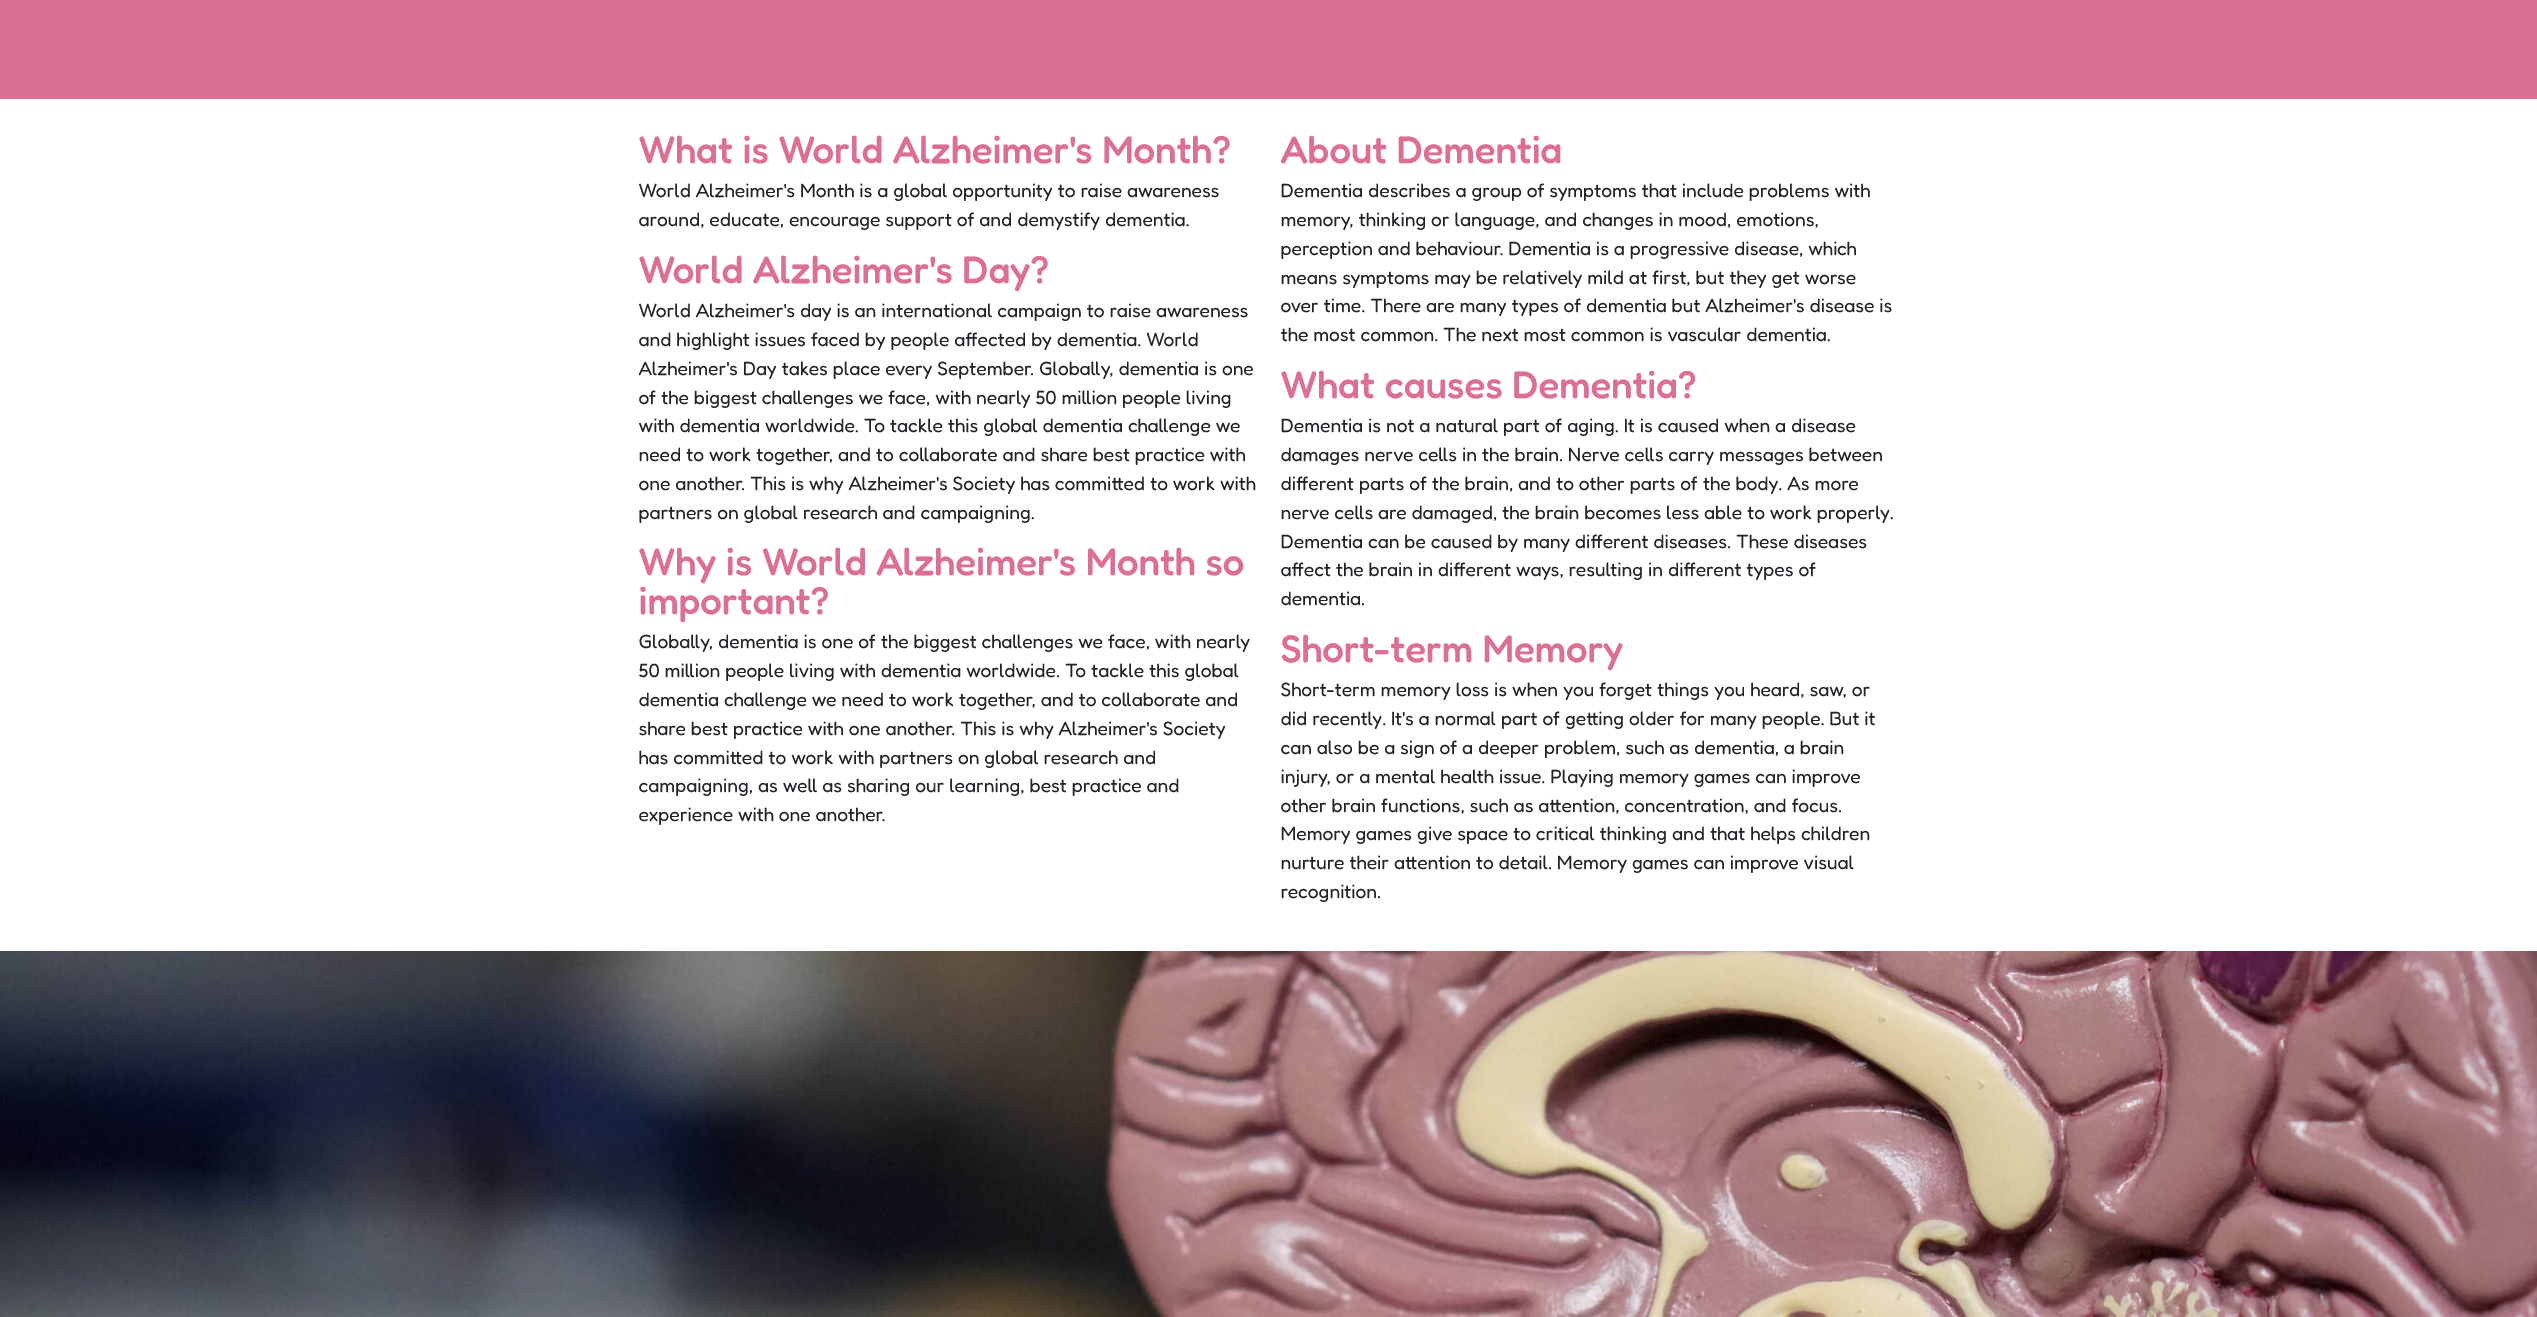 What is World Alzheimer's Month?
World Alzheimer's Month is a global opportunity to raise awareness
around, educate, encourage support of and demystify dementia.
World Alzheimer's Day?
World Alzheimer's day is an international campaign to raise awareness
and highlight issues faced by people affected by dementia. World
Alzheimer's Day takes place every September. Globally, dementia is one
of the biggest challenges we face, with nearly 50 million people living
with dementia worldwide. To tackle this global dementia challenge we
need to work together, and to collaborate and share best practice with
one another. This is why Alzheimer's Society has committed to work with
partners on global research and campaigning.
Why is World Alzheimer's Month so
important?
Globally, dementia is one of the biggest challenges we face, with nearly
50 million people living with dementia worldwide. To tackle this global
dementia challenge we need to work together, and to collaborate and
share best practice with one another. This is why Alzheimer's Society
has committed to work with partners on global research and
campaigning, as well as sharing our learning, best practice and
experience with one another.
About Dementia
Dementia describes a group of symptoms that include problems with
memory, thinking or language, and changes in mood, emotions,
perception and behaviour. Dementia is a progressive disease, which
means symptoms may be relatively mild at first, but they get worse
over time. There are many types of dementia but Alzheimer's disease is
the most common. The next most common is vascular dementia.
What causes Dementia?
Dementia is not a natural part of aging. It is caused when a disease
damages nerve cells in the brain. Nerve cells carry messages between
different parts of the brain, and to other parts of the body. As more
nerve cells are damaged, the brain becomes less able to work properly.
Dementia can be caused by many different diseases. These diseases
affect the brain in different ways, resulting in different types of
dementia.
Short-term Memory
Short-term memory loss is when you forget things you heard, saw, or
did recently. It's a normal part of getting older for many people. But it
can also be a sign of a deeper problem, such as dementia, a brain
injury, or a mental health issue. Playing memory games can improve
other brain functions, such as attention, concentration, and focus.
Memory games give space to critical thinking and that helps children
nurture their attention to detail. Memory games can improve visual
recognition.